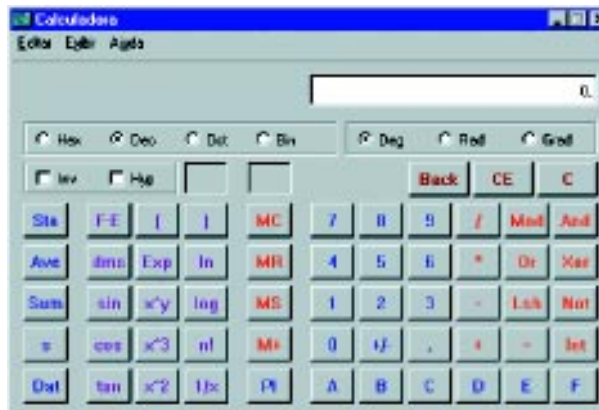 Calculadora
Editar Exibir Ajuda
0.
Hex Dec Oct Bin Deg Rad Grad
Inv Hyp Back CE C
Sta F-E ( ) MC 7 8 9 / Mod And
Ave dms Exp ln MR 4 5 6 * Or Xor
Sum sin x^y log MS 1 2 3 - Lsh Not
s cos x^3 n! M+ 0 +/- , + = Int
Dat tan x^2 1/x PI A B C D E F